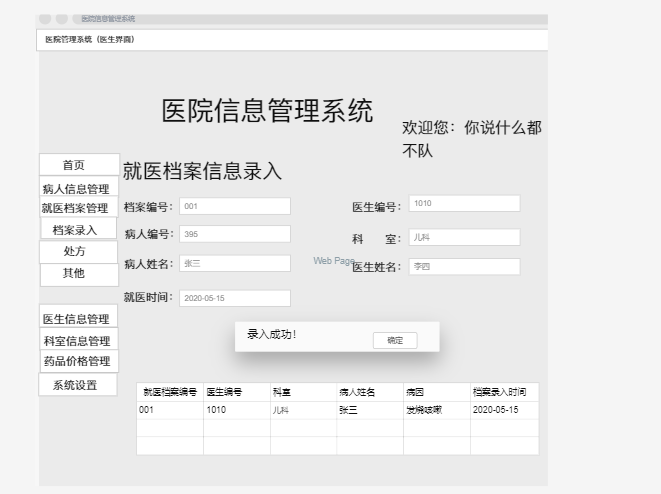 医院信息管理系统
医院管理系统（医生界面）
医院信息管理系统
欢迎您：你说什么都
不队
首页
病人信息管理
就医档案管理
档案录入
处方
其他
医生信息管理
科室信息管理
药品价格管理
系统设置
就医档案信息录入
档案编号： 001
医生编号： 1010
病人编号： 395
科 室： 儿科
病人姓名： 张三
Web Page
医生姓名： 李四
就医时间： 2020-05-15
录入成功！
确定
就医档案编号 医生编号 科室 病人姓名 病因 档案录入时间
001 1010 儿科 张三 发烧咳嗽 2020-05-15